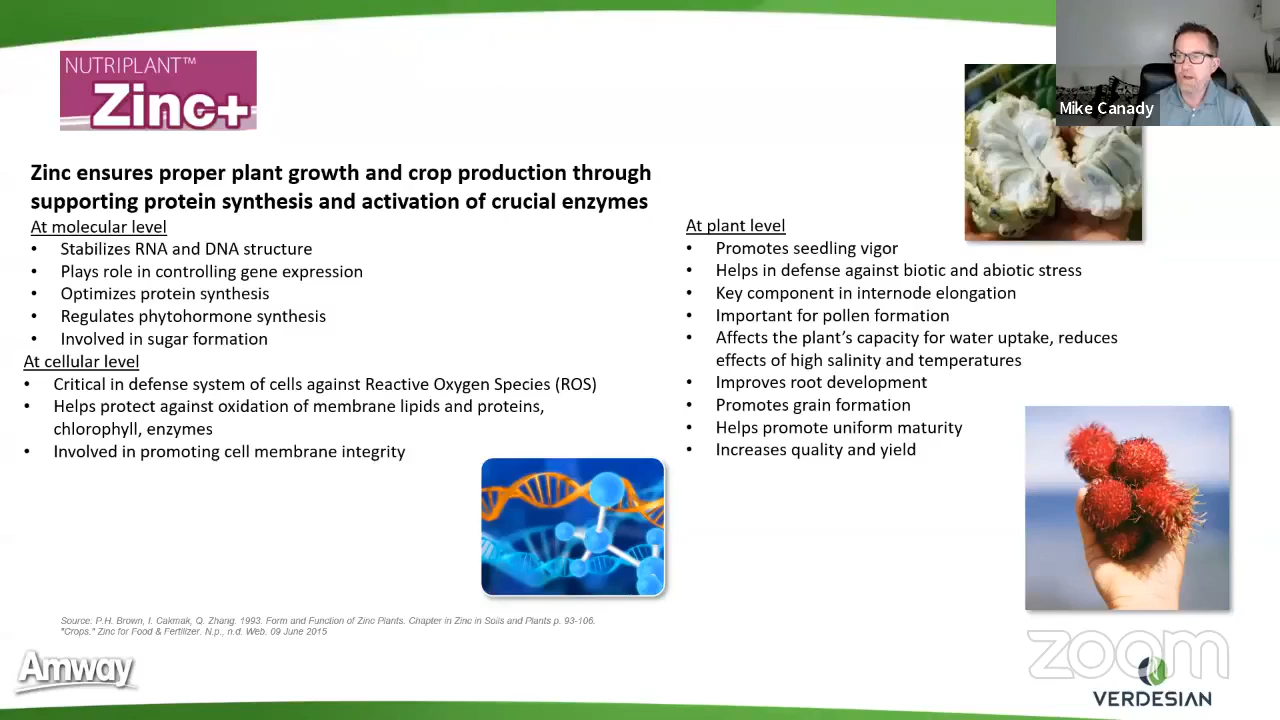 NUTRIPLANT™
Zinc+
Mike Canady
Zinc ensures proper plant growth and crop production through
supporting protein synthesis and activation of crucial enzymes
At molecular level
• Stabilizes RNA and DNA structure
• Plays role in controlling gene expression
• Optimizes protein synthesis
• Regulates phytohormone synthesis
• Involved in sugar formation
At cellular level
• Critical in defense system of cells against Reactive Oxygen Species (ROS)
• Helps protect against oxidation of membrane lipids and proteins,
chlorophyll, enzymes
• Involved in promoting cell membrane integrity
At plant level
• Promotes seedling vigor
• Helps in defense against biotic and abiotic stress
• Key component in internode elongation
• Important for pollen formation
• Affects the plant’s capacity for water uptake, reduces
effects of high salinity and temperatures
• Improves root development
• Promotes grain formation
• Helps promote uniform maturity
• Increases quality and yield
Source: P.H. Brown, I. Cakmak, Q. Zhang. 1993. Form and Function of Zinc Plants. Chapter in Zinc in Soils and Plants p. 93-106.
"Crops." Zinc for Food & Fertilizer. N.p., n.d. Web. 09 June 2015
Amway
zoom
VERDESIAN